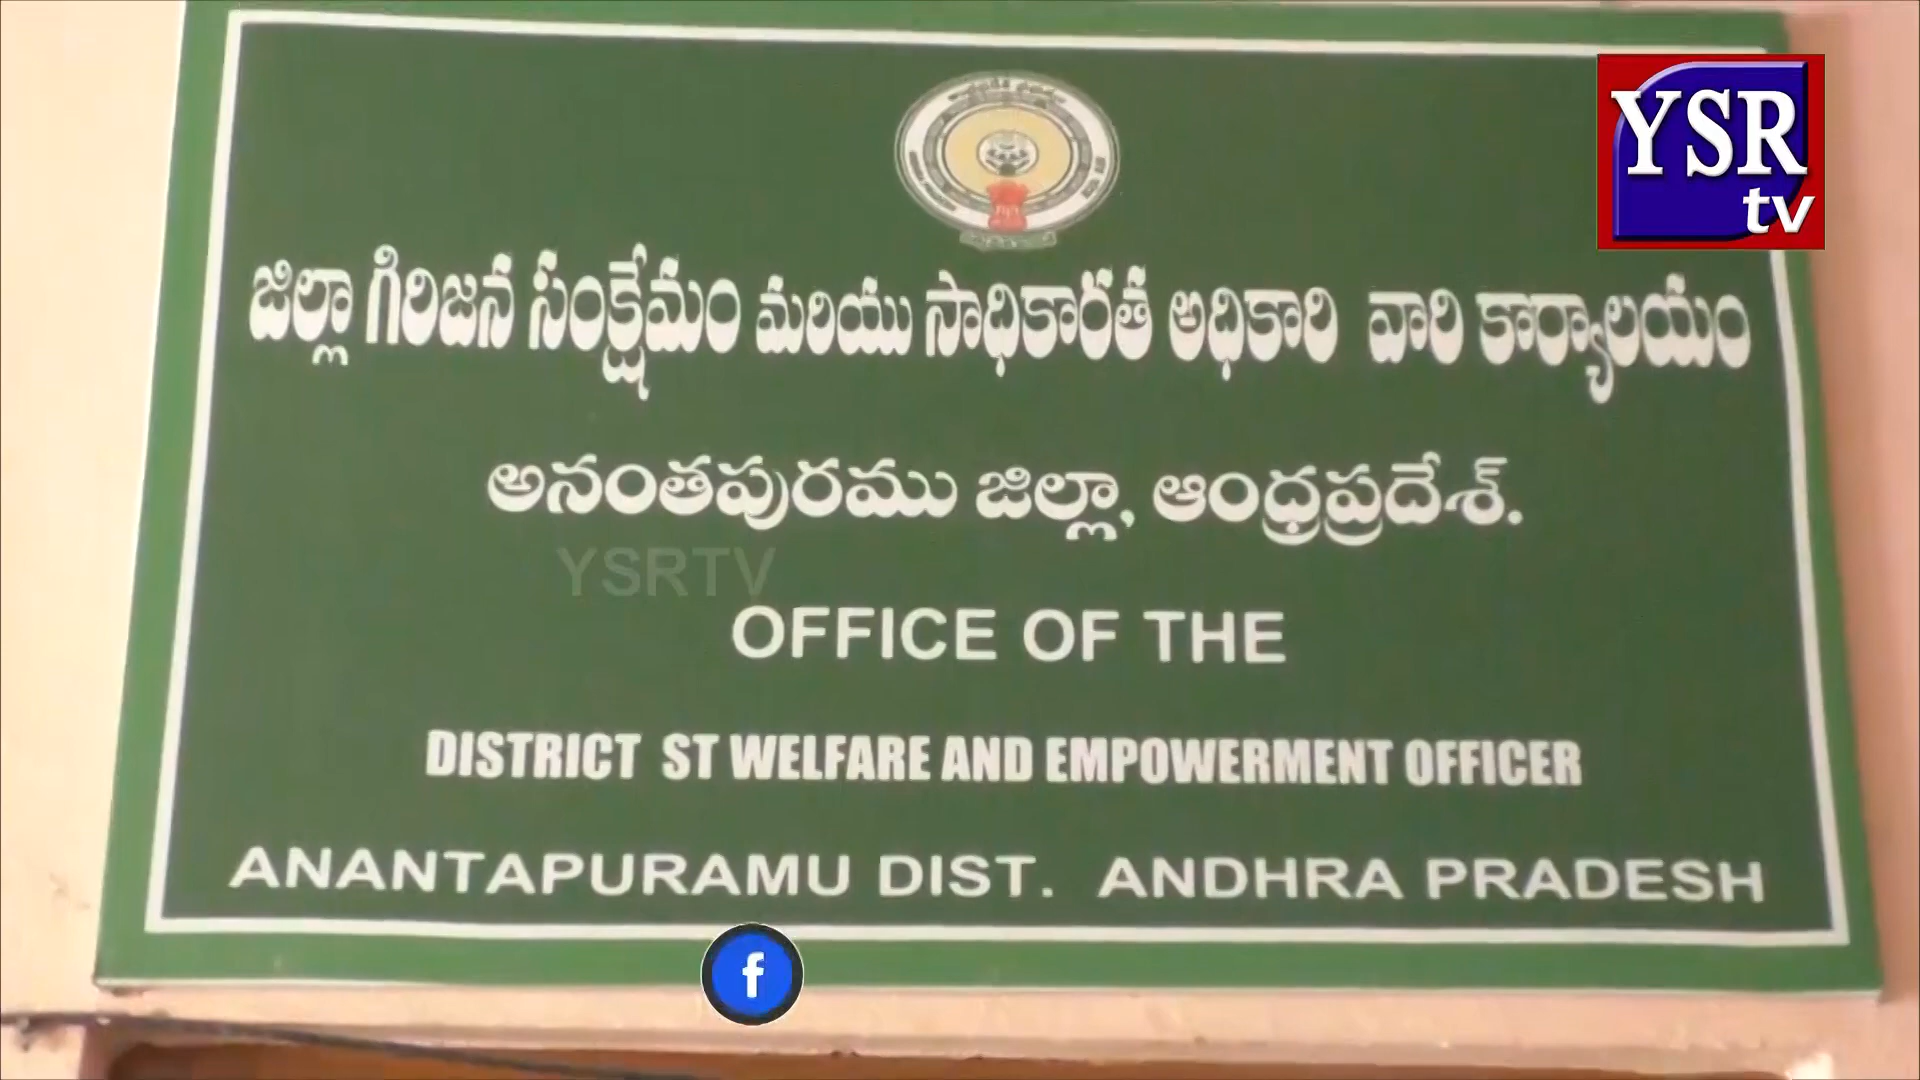 YSR
tv
జిల్లా గిరిజన సంక్షేమం మరియు సాధికారత అధికారి వారి కార్యాలయం
అనంతపురము జిల్లా, ఆంధ్రప్రదేశ్.
YSRTV
OFFICE OF THE
DISTRICT ST WELFARE AND EMPOWERMENT OFFICER
ANANTAPURAMU DIST. ANDHRA PRADESH
f